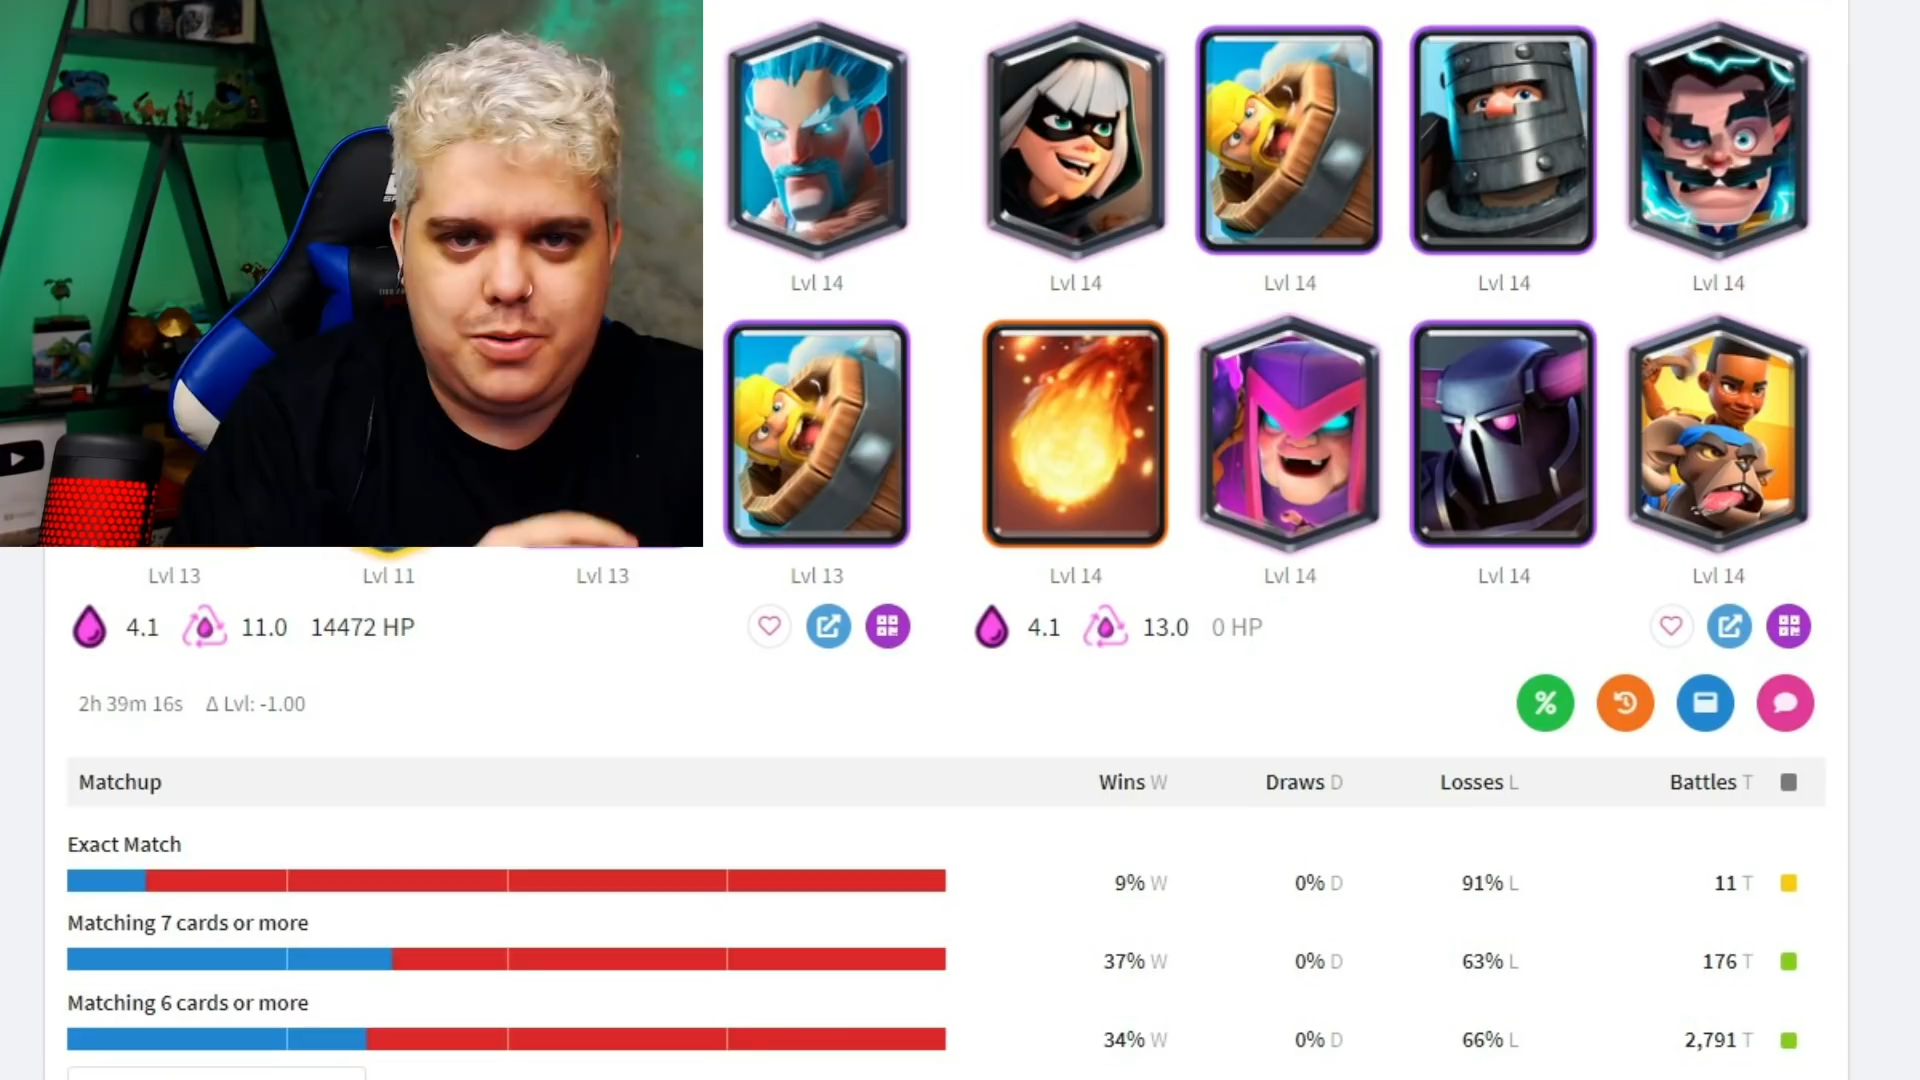 Lvl 14
Lvl 14
Lvl 14
Lvl 14
Lvl 14
Lvl 13
Lvl 11
Lvl 13
Lvl 13
Lvl 14
Lvl 14
Lvl 14
Lvl 14
4.1 11.0 14472 HP
4.1 13.0 0 HP
2h 39m 16s Δ Lvl: -1.00
%
Matchup Wins W Draws D Losses L Battles T
Exact Match
9% W 0% D 91% L 11 T
Matching 7 cards or more
37% W 0% D 63% L 176 T
Matching 6 cards or more
34% W 0% D 66% L 2,791 T